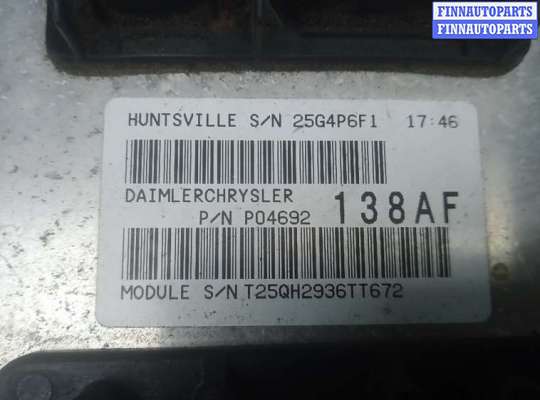 FINNAUTOPARTS
FINNAUTOPARTS
HUNTSVILLE S/N 25G4P6F1 17:46
DAIMLERCHRYSLER
P/N P04692 138AF
MODULE S/N T25QH2936TT672